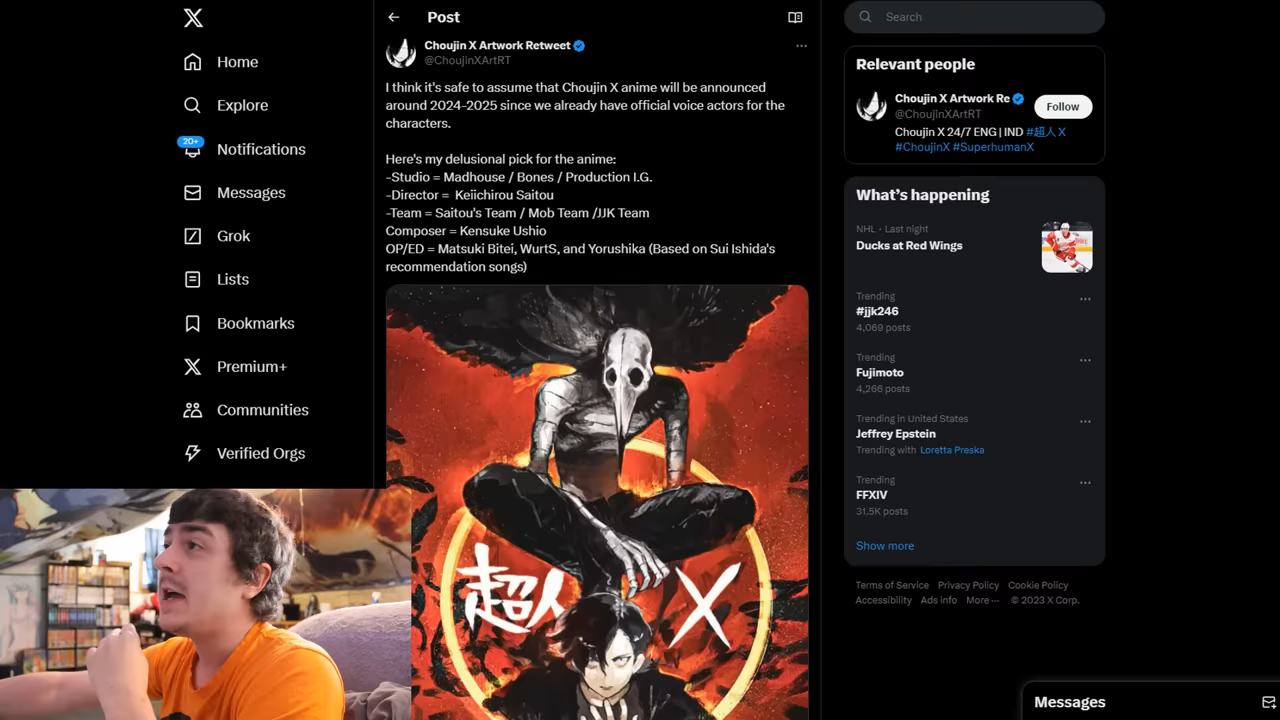 Home
Explore
20+
Notifications
Messages
Grok
Lists
Bookmarks
Premium+
Communities
Verified Orgs
Post
Choujin X Artwork Retweet
@ChoujinXArtRT
I think it's safe to assume that Choujin X anime will be announced
around 2024-2025 since we already have official voice actors for the
characters.
Here's my delusional pick for the anime:
-Studio = Madhouse / Bones / Production I.G.
-Director =  Keiichirou Saitou
-Team = Saitou's Team / Mob Team /JJK Team
Composer = Kensuke Ushio
OP/ED = Matsuki Bitei, WurtS, and Yorushika (Based on Sui Ishida's
recommendation songs)
超人 X
Search
Relevant people
Choujin X Artwork Re
@ChoujinXArtRT
Follow
Choujin X 24/7 ENG | IND #超人X
#ChoujinX #SuperhumanX
What's happening
NHL · Last night
Ducks at Red Wings
Trending
#jjk246
4,069 posts
Trending
Fujimoto
4,266 posts
Trending in United States
Jeffrey Epstein
Trending with Loretta Preska
Trending
FFXIV
31.5K posts
Show more
Terms of Service Privacy Policy Cookie Policy
Accessibility Ads info More ··· © 2023 X Corp.
Messages